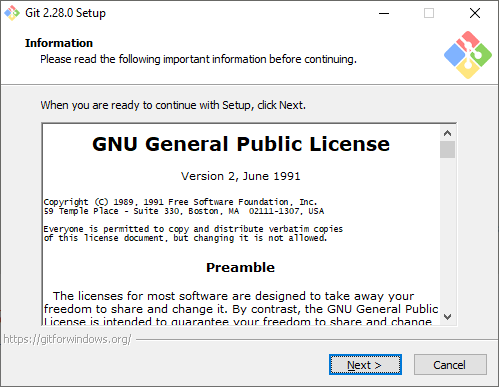 Git 2.28.0 Setup
Information
Please read the following important information before continuing.
When you are ready to continue with Setup, click Next.
GNU General Public License
Version 2, June 1991
Copyright (C) 1989, 1991 Free Software Foundation, Inc.
59 Temple Place - Suite 330, Boston, MA  02111-1307, USA
Everyone is permitted to copy and distribute verbatim copies
of this license document, but changing it is not allowed.
Preamble
The licenses for most software are designed to take away your
freedom to share and change it. By contrast, the GNU General Public
License is intended to guarantee your freedom to share and change
https://gitforwindows.org/
Next >
Cancel